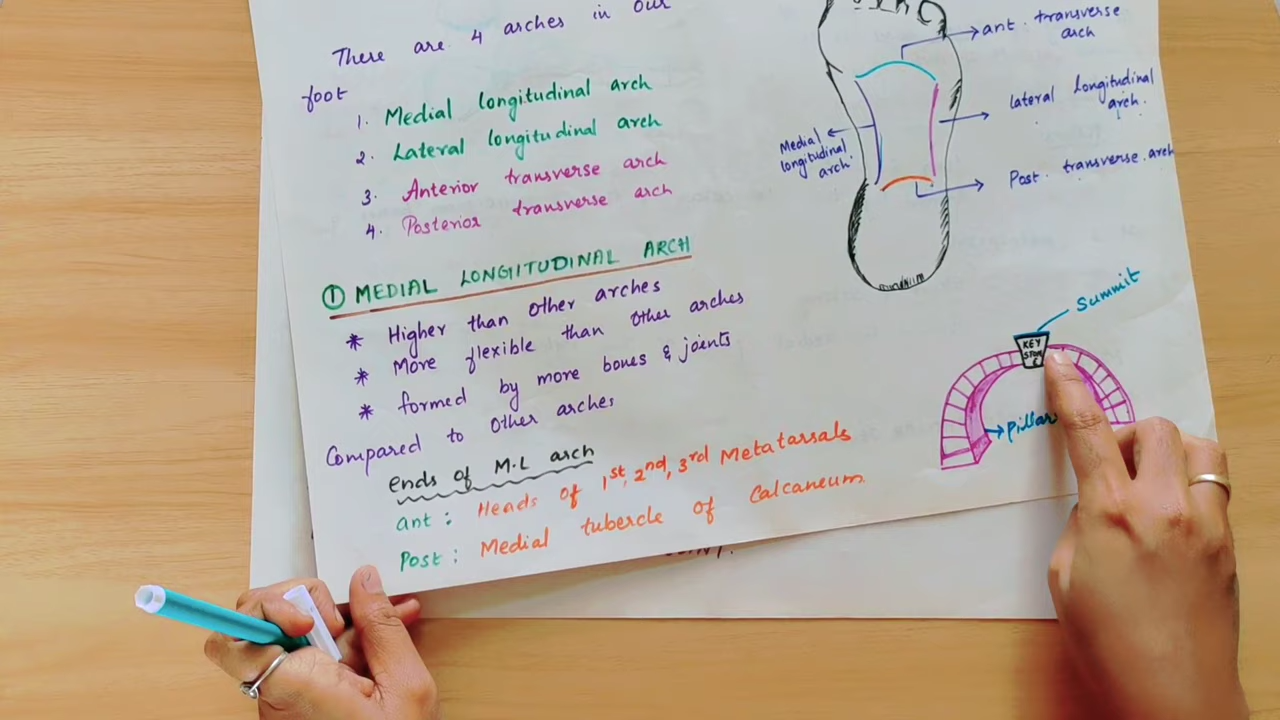 There are 4 arches in our
foot
1. Medial longitudinal arch
2. Lateral longitudinal arch
3. Anterior transverse arch
4. Posterior transverse arch
① MEDIAL LONGITUDINAL ARCH
* Higher than other arches
* More flexible than other arches
* formed by more bones & joints
Compared to other arches
ends of M.L arch
ant : Heads of 1st, 2nd, 3rd Metatarsals
Post : Medial tubercle of Calcaneum
ant. transverse
arch
lateral longitudinal
arch.
Medial
longitudinal
arch
Post. transverse arch
Summit
KEY
STON
E
Pillar